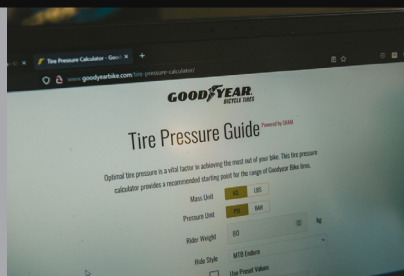 Tire Pressure Calculator - Good
www.goodyearbike.com/tire-pressure-calculator/
GOODYEAR
BICYCLE TIRES
Tire Pressure Guide Powered by SRAM
Optimal tire pressure is a vital factor in achieving the most out of your bike. This tire pressure
calculator provides a recommended starting point for the range of Goodyear Bike tires.
Mass Unit KG LBS
Pressure Unit PSI BAR
Rider Weight 80 kg
Ride Style MTB Enduro
Use Preset Values